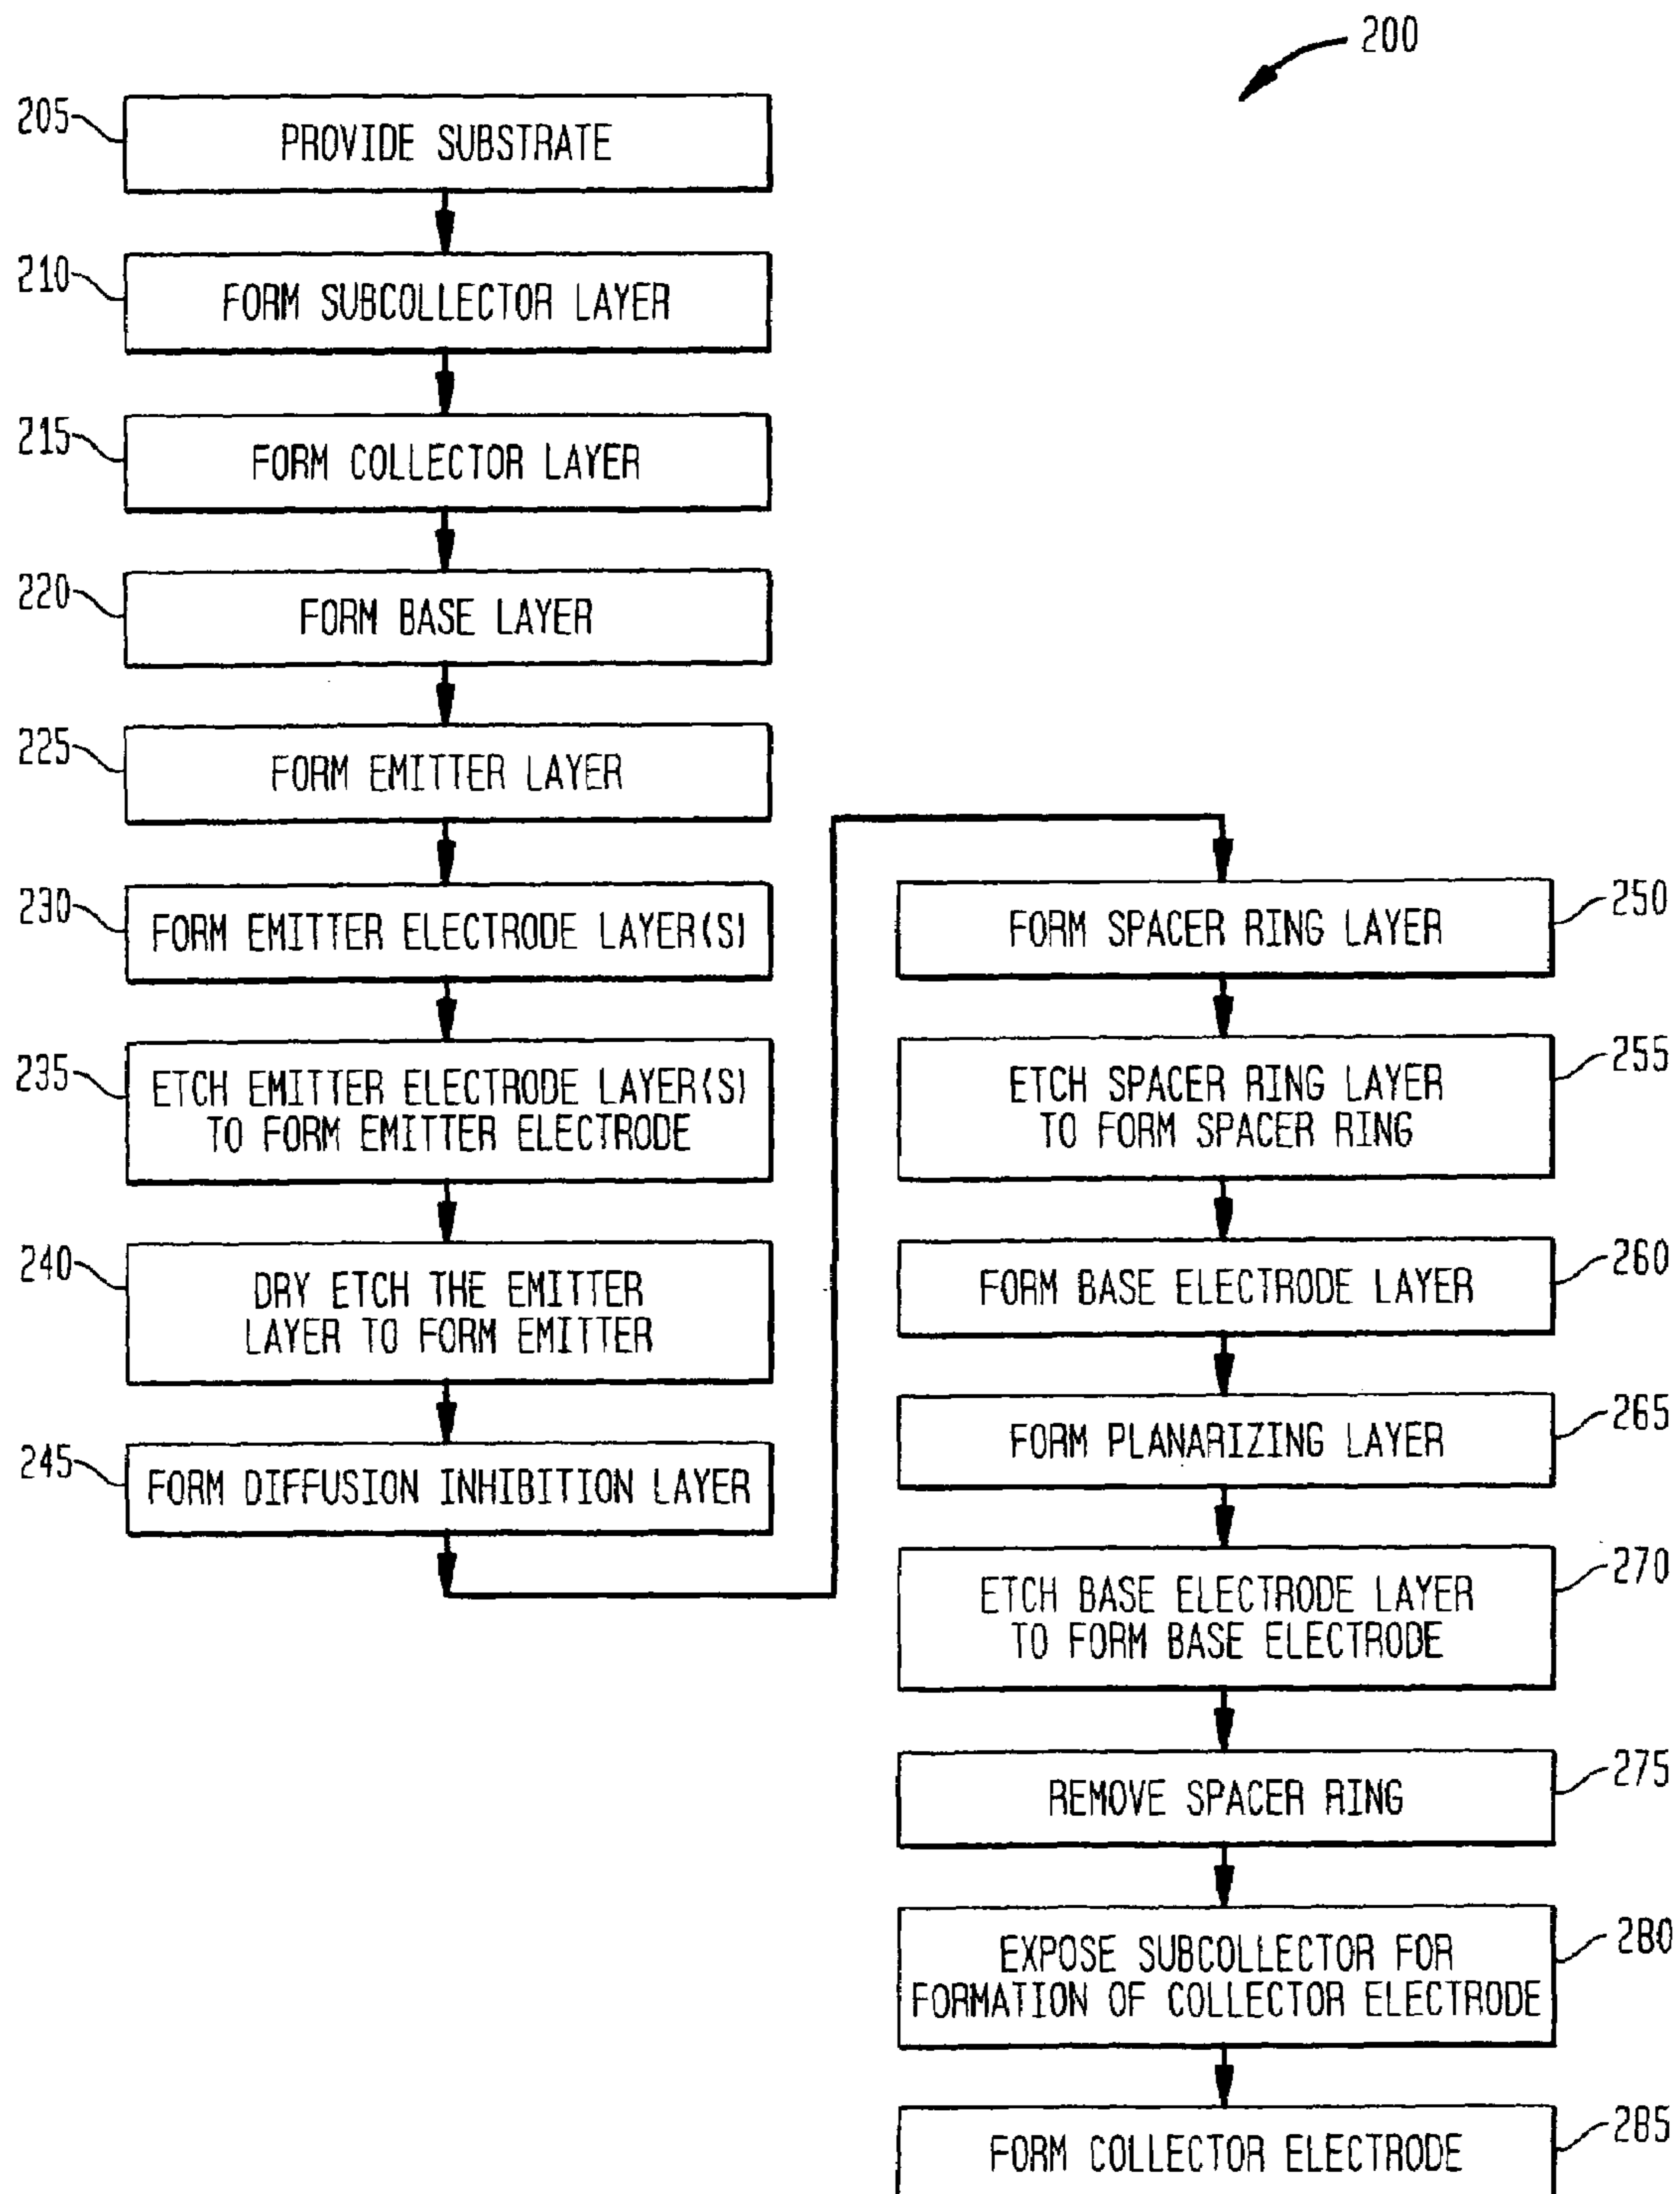 200
205
PROVIDE SUBSTRATE
210
FORM SUBCOLLECTOR LAYER
215
FORM COLLECTOR LAYER
220
FORM BASE LAYER
225
FORM EMITTER LAYER
230
FORM EMITTER ELECTRODE LAYER(S)
235
ETCH EMITTER ELECTRODE LAYER(S)
TO FORM EMITTER ELECTRODE
240
DRY ETCH THE EMITTER
LAYER TO FORM EMITTER
245
FORM DIFFUSION INHIBITION LAYER
250
FORM SPACER RING LAYER
255
ETCH SPACER RING LAYER
TO FORM SPACER RING
260
FORM BASE ELECTRODE LAYER
265
FORM PLANARIZING LAYER
270
ETCH BASE ELECTRODE LAYER
TO FORM BASE ELECTRODE
275
REMOVE SPACER RING
280
EXPOSE SUBCOLLECTOR FOR
FORMATION OF COLLECTOR ELECTRODE
285
FORM COLLECTOR ELECTRODE